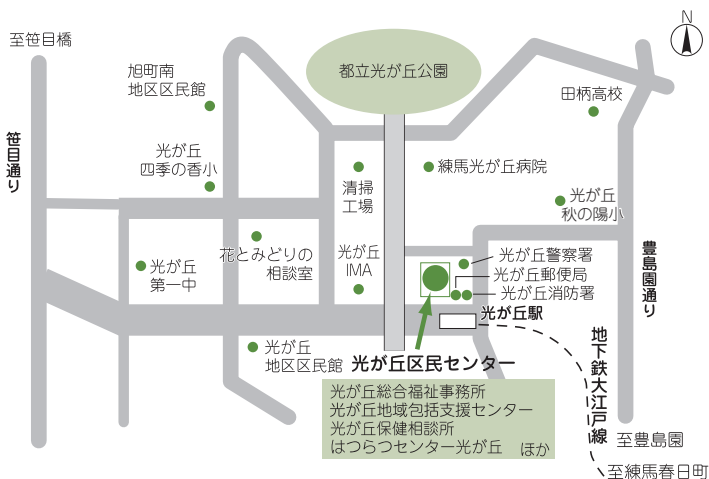 N
至笹目橋
都立光が丘公園
旭町南
地区区民館
田柄高校
笹目通り
光が丘
四季の香小
清掃
工場
練馬光が丘病院
光が丘
秋の陽小
花とみどりの
相談室
光が丘
IMA
光が丘
第一中
光が丘警察署
光が丘郵便局
光が丘消防署
豊島園通り
光が丘駅
光が丘
地区区民館
光が丘区民センター
地下鉄大江戸線
光が丘総合福祉事務所
光が丘地域包括支援センター
光が丘保健相談所
はつらつセンター光が丘 ほか
至豊島園
至練馬春日町